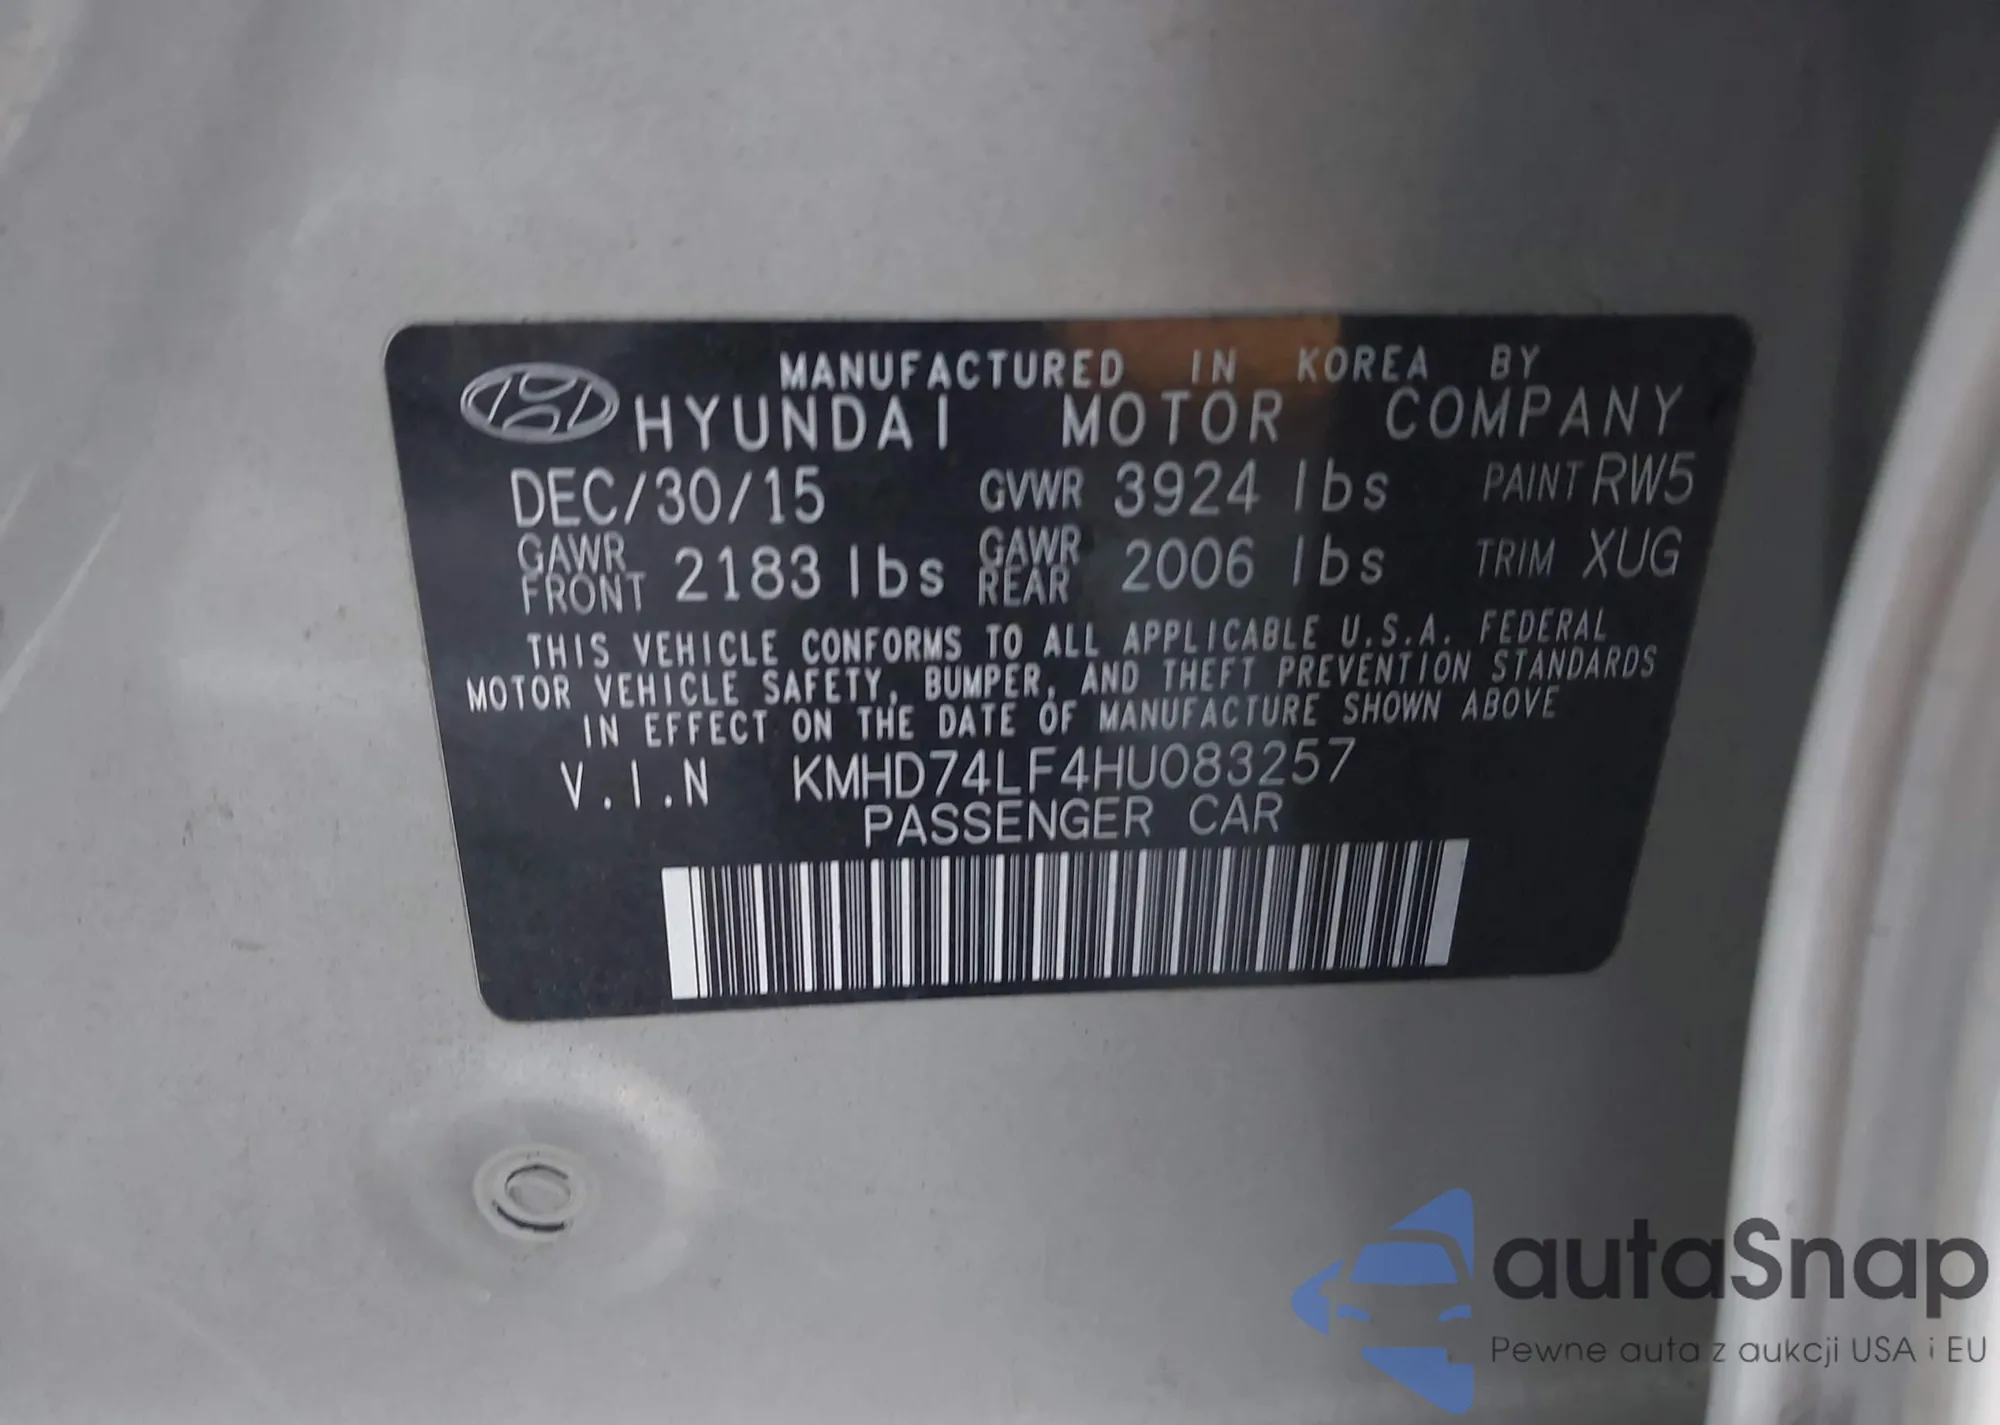 MANUFACTURED IN KOREA BY
HYUNDAI MOTOR COMPANY
DEC/30/15 GVWR 3924 lbs PAINT RW5
GAWR FRONT 2183 lbs GAWR REAR 2006 lbs TRIM XUG
THIS VEHICLE CONFORMS TO ALL APPLICABLE U.S.A. FEDERAL
MOTOR VEHICLE SAFETY, BUMPER, AND THEFT PREVENTION STANDARDS
IN EFFECT ON THE DATE OF MANUFACTURE SHOWN ABOVE
V.I.N KMHD74LF4HU083257
PASSENGER CAR
autaSnap
Pewne auta z aukcji USA i EU